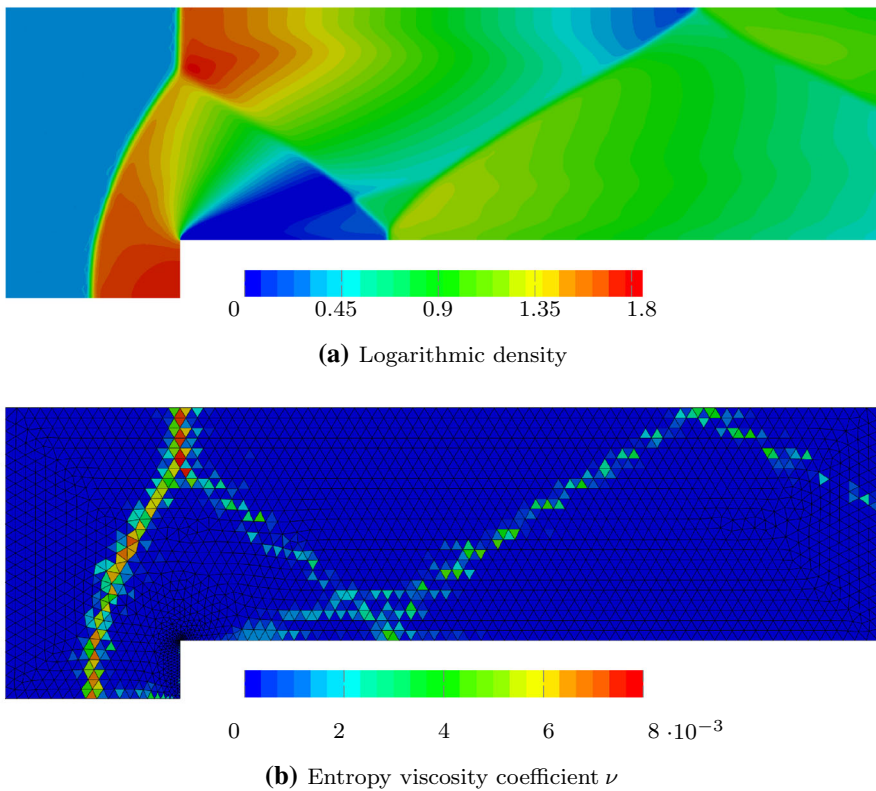 0 0.45 0.9 1.35 1.8
(a) Logarithmic density
0 2 4 6 8 ·10⁻³
(b) Entropy viscosity coefficient ν